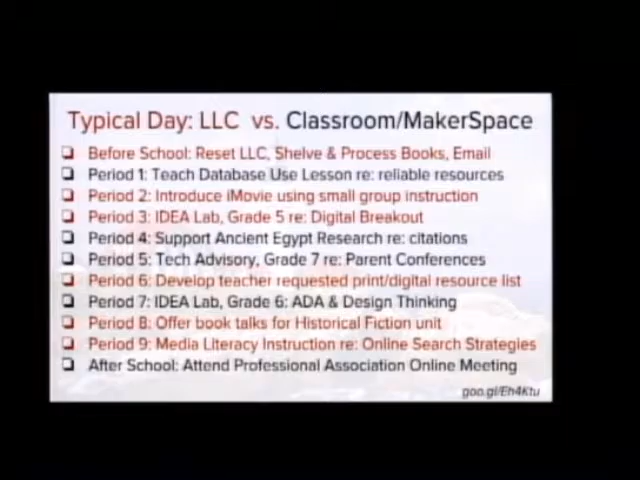 Typical Day: LLC vs. Classroom/MakerSpace
❏ Before School: Reset LLC, Shelve & Process Books, Email
❏ Period 1: Teach Database Use Lesson re: reliable resources
❏ Period 2: Introduce iMovie using small group instruction
❏ Period 3: IDEA Lab, Grade 5 re: Digital Breakout
❏ Period 4: Support Ancient Egypt Research re: citations
❏ Period 5: Tech Advisory, Grade 7 re: Parent Conferences
❏ Period 6: Develop teacher requested print/digital resource list
❏ Period 7: IDEA Lab, Grade 6: ADA & Design Thinking
❏ Period 8: Offer book talks for Historical Fiction unit
❏ Period 9: Media Literacy Instruction re: Online Search Strategies
❏ After School: Attend Professional Association Online Meeting
goo.gl/Eh4Ktu